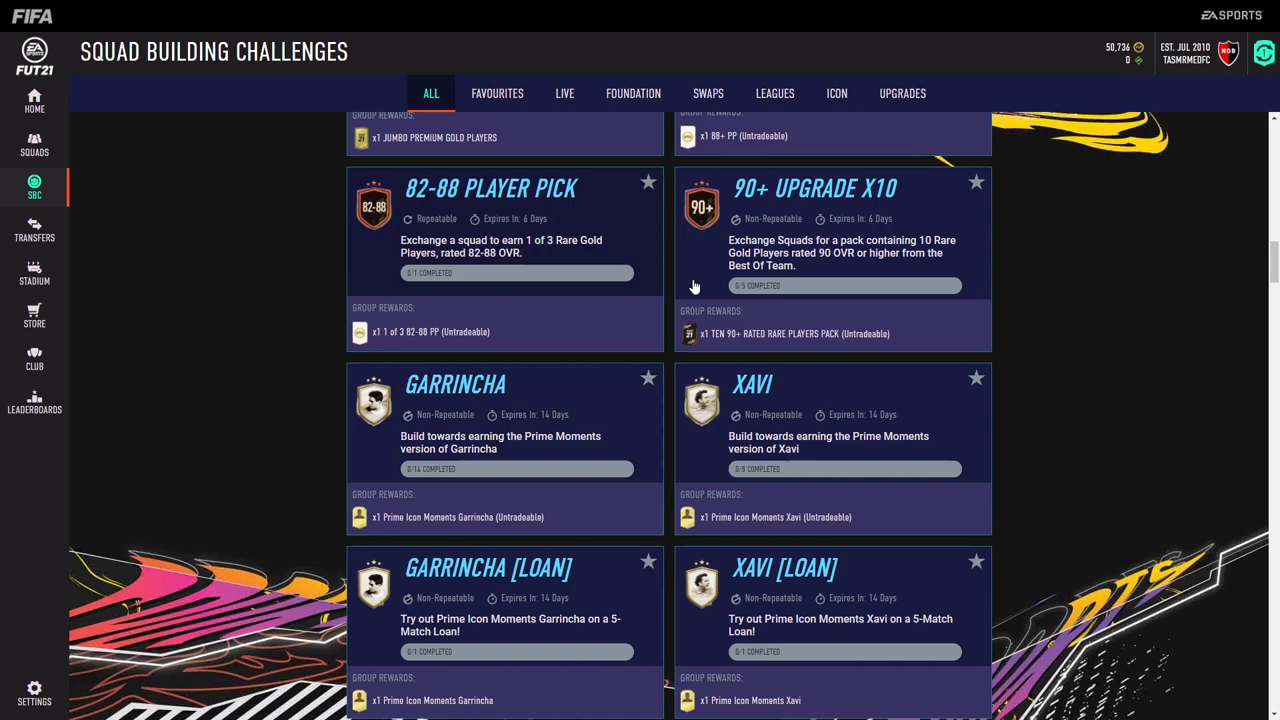 FIFA
EA SPORTS
EA SPORTS
FUT21
SQUAD BUILDING CHALLENGES
50,736
0
EST. JUL 2010
TASMRMEDFC
NOB
1
ALL
FAVOURITES
LIVE
FOUNDATION
SWAPS
LEAGUES
ICON
UPGRADES
HOME
SQUADS
SBC
TRANSFERS
STADIUM
STORE
CLUB
LEADERBOARDS
SETTINGS
GROUP REWARDS:
x1 JUMBO PREMIUM GOLD PLAYERS
GROUP REWARDS:
x1 88+ PP (Untradeable)
82-88
82-88 PLAYER PICK
Repeatable
Expires In: 6 Days
Exchange a squad to earn 1 of 3 Rare Gold
Players, rated 82-88 OVR.
0/1 COMPLETED
GROUP REWARDS:
x1 1 of 3 82-88 PP (Untradeable)
90+
90+ UPGRADE X10
Non-Repeatable
Expires In: 6 Days
Exchange Squads for a pack containing 10 Rare
Gold Players rated 90 OVR or higher from the
Best Of Team.
0/5 COMPLETED
GROUP REWARDS:
x1 TEN 90+ RATED RARE PLAYERS PACK (Untradeable)
GARRINCHA
Non-Repeatable
Expires In: 14 Days
Build towards earning the Prime Moments
version of Garrincha
0/14 COMPLETED
GROUP REWARDS:
x1 Prime Icon Moments Garrincha (Untradeable)
XAVI
Non-Repeatable
Expires In: 14 Days
Build towards earning the Prime Moments
version of Xavi
0/8 COMPLETED
GROUP REWARDS:
x1 Prime Icon Moments Xavi (Untradeable)
GARRINCHA [LOAN]
Non-Repeatable
Expires In: 14 Days
Try out Prime Icon Moments Garrincha on a 5-
Match Loan!
0/1 COMPLETED
GROUP REWARDS:
x1 Prime Icon Moments Garrincha
XAVI [LOAN]
Non-Repeatable
Expires In: 14 Days
Try out Prime Icon Moments Xavi on a 5-Match
Loan!
0/1 COMPLETED
GROUP REWARDS:
x1 Prime Icon Moments Xavi